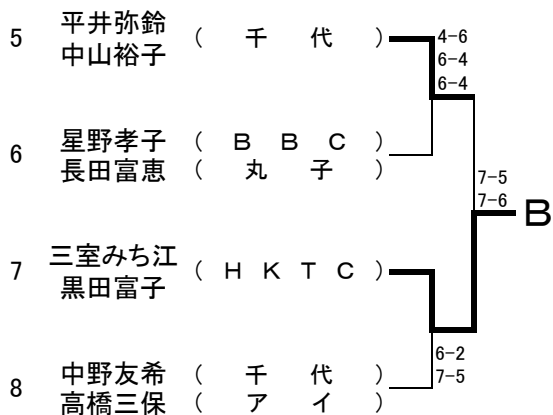 5 平井弥鈴 ( 千 代 ) 4-6
中山裕子 6-4
6-4
6 星野孝子 ( B B C )
長田富恵 ( 丸 子 )
7-5
7-6 B
7 三室みち江 ( H K T C )
黒田富子
6-2
7-5
8 中野友希 ( 千 代 )
高橋三保 ( ア イ )